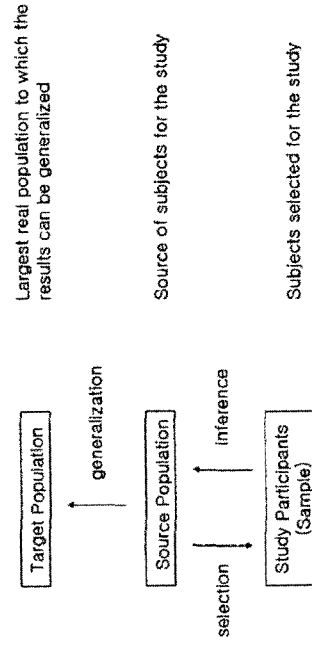 Target Population
Largest real population to which the
results can be generalized
generalization
Source Population
Source of subjects for the study
selection
inference
Study Participants
(Sample)
Subjects selected for the study